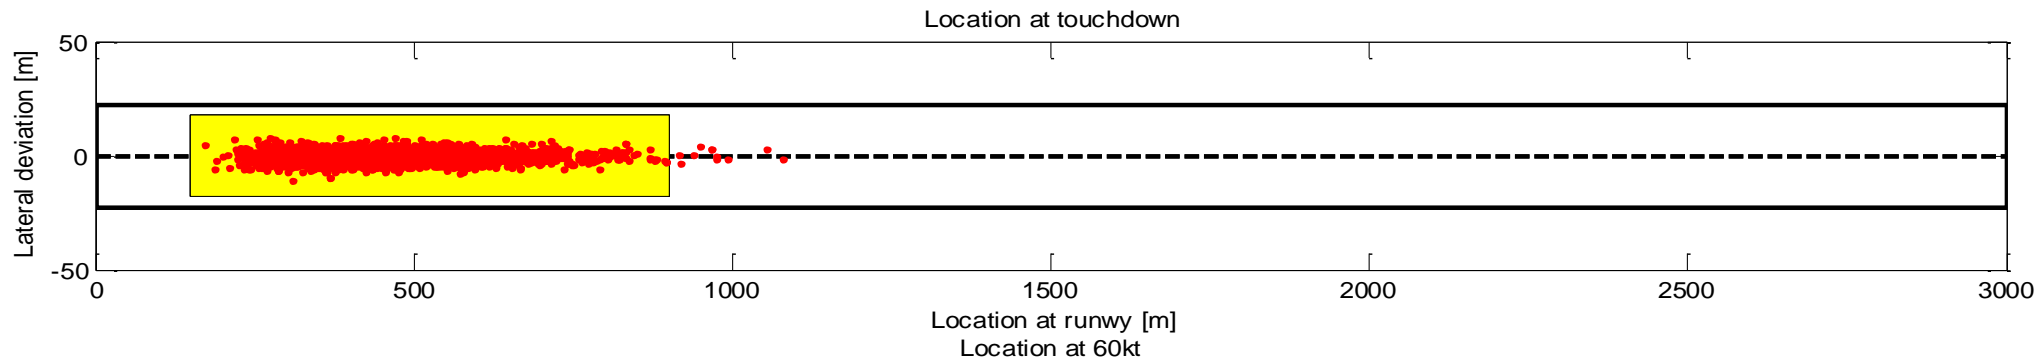 Location at touchdown
50
0
-50
Lateral deviation [m]
0 500 1000 1500 2000 2500 3000
Location at runwy [m]
Location at 60kt